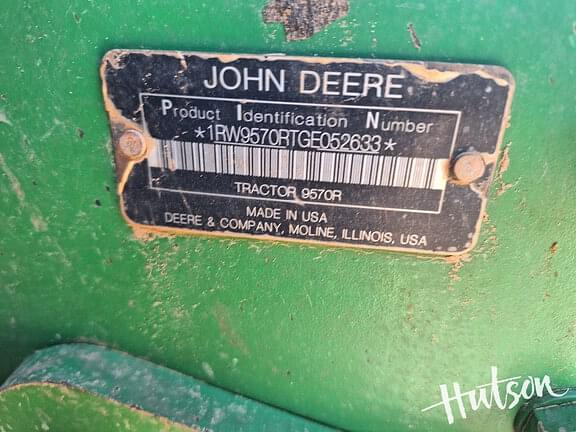 JOHN DEERE
Product Identification Number
*1RW9570RTGE052633*
TRACTOR 9570R
MADE IN USA
DEERE & COMPANY, MOLINE, ILLINOIS, USA
Hutson